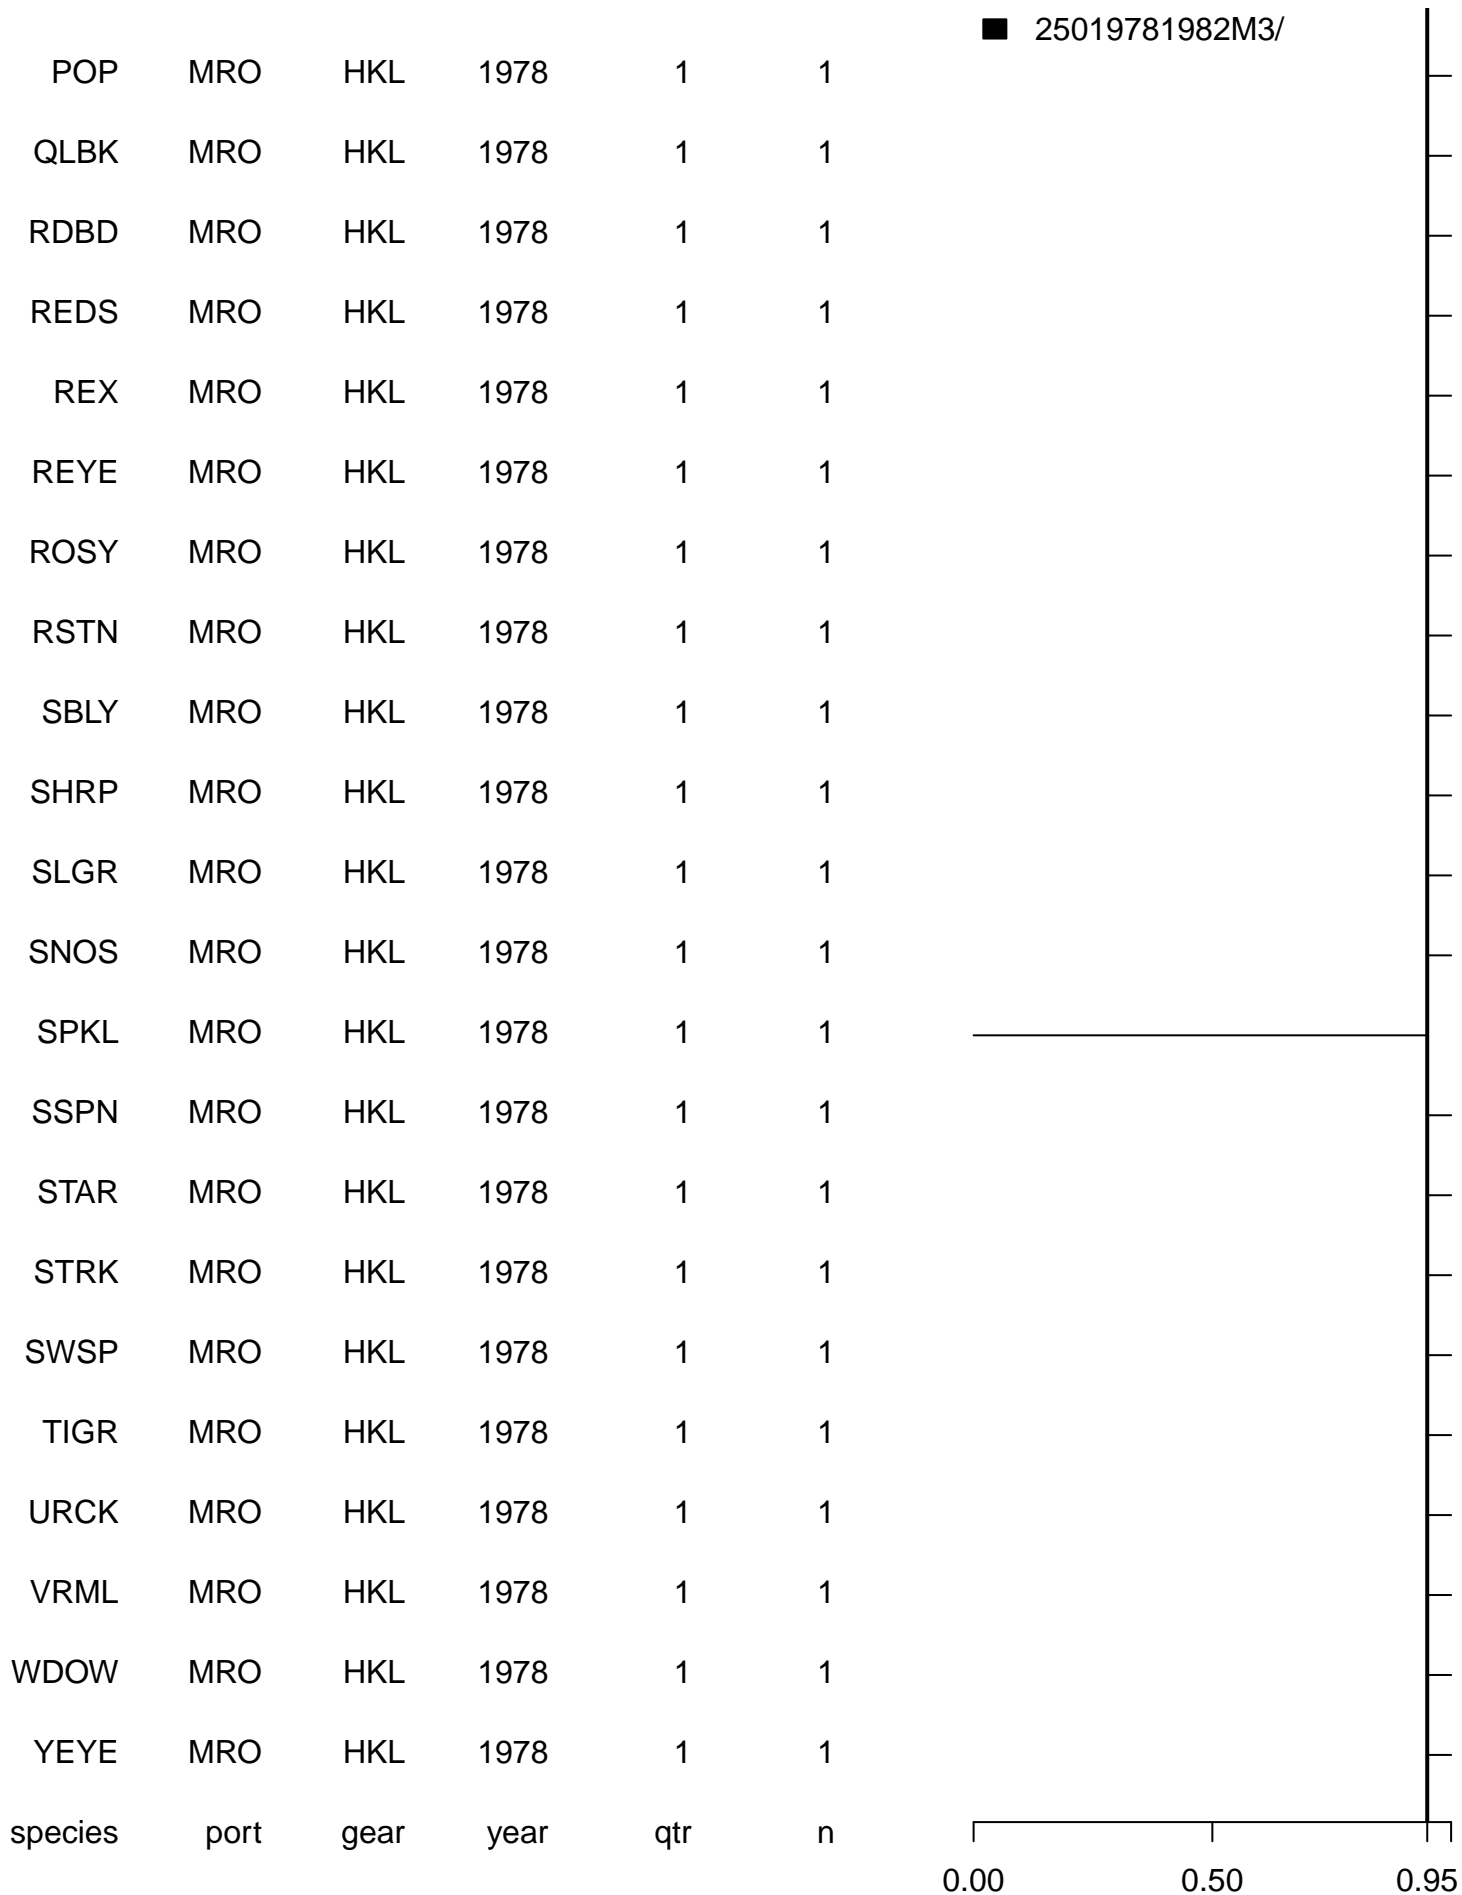 25019781982M3/
POP MRO HKL 1978 1 1
QLBK MRO HKL 1978 1 1
RDBD MRO HKL 1978 1 1
REDS MRO HKL 1978 1 1
REX MRO HKL 1978 1 1
REYE MRO HKL 1978 1 1
ROSY MRO HKL 1978 1 1
RSTN MRO HKL 1978 1 1
SBLY MRO HKL 1978 1 1
SHRP MRO HKL 1978 1 1
SLGR MRO HKL 1978 1 1
SNOS MRO HKL 1978 1 1
SPKL MRO HKL 1978 1 1
SSPN MRO HKL 1978 1 1
STAR MRO HKL 1978 1 1
STRK MRO HKL 1978 1 1
SWSP MRO HKL 1978 1 1
TIGR MRO HKL 1978 1 1
URCK MRO HKL 1978 1 1
VRML MRO HKL 1978 1 1
WDOW MRO HKL 1978 1 1
YEYE MRO HKL 1978 1 1
species port gear year qtr n
0.00 0.50 0.95